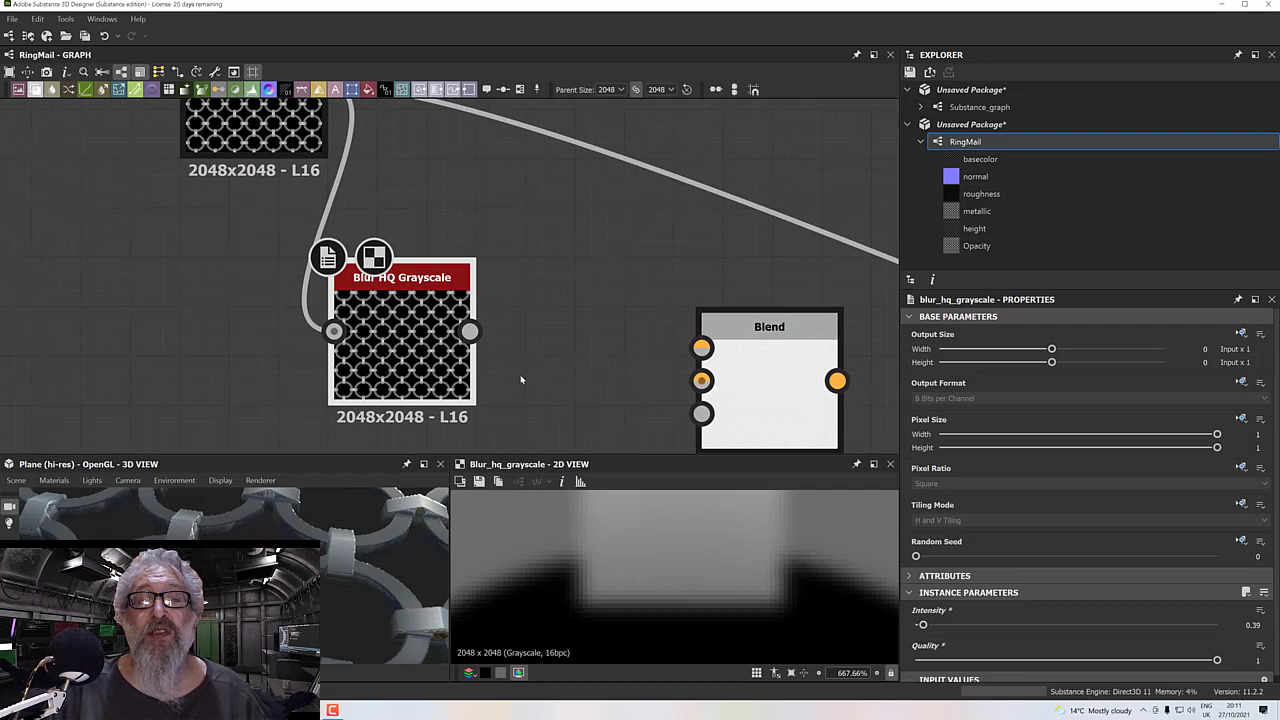 Adobe Substance 3D Designer (Substance edition) - License: 20 days remaining
File Edit Tools Windows Help
RingMail - GRAPH
Parent Size: 2048 2048
2048x2048 - L16
Blur HQ Grayscale
2048x2048 - L16
Blend
EXPLORER
Unsaved Package*
Substance_graph
Unsaved Package*
RingMail
basecolor
normal
roughness
metallic
height
Opacity
blur_hq_grayscale - PROPERTIES
BASE PARAMETERS
Output Size
Width 0 Input x 1
Height 0 Input x 1
Output Format
8 Bits per Channel
Pixel Size
Width 1
Height 1
Pixel Ratio
Square
Tiling Mode
H and V Tiling
Random Seed
0
ATTRIBUTES
INSTANCE PARAMETERS
Intensity *
0.39
Quality *
1
INPUT VALUES
Plane (hi-res) - OpenGL - 3D VIEW
Scene Materials Lights Camera Environment Display Renderer
Blur_hq_grayscale - 2D VIEW
UV
2048 x 2048 (Grayscale, 16bpc)
667.66%
Substance Engine: Direct3D 11 Memory: 4% Version: 11.2.2
14°C Mostly cloudy
ENG
UK
20:11
27/10/2021